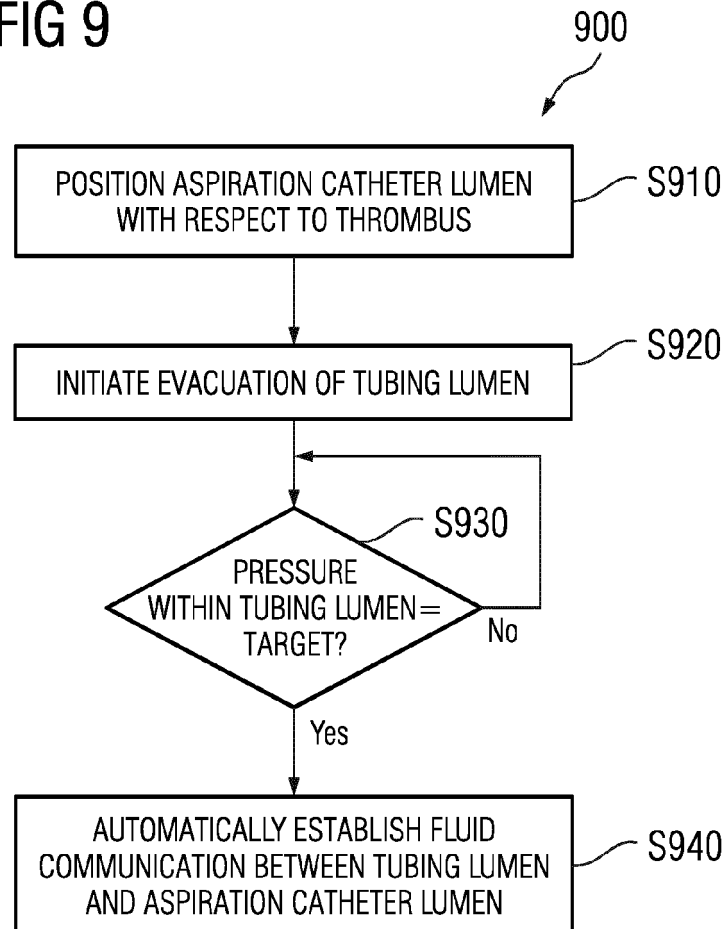 FIG 9
900
POSITION ASPIRATION CATHETER LUMEN
WITH RESPECT TO THROMBUS
S910
INITIATE EVACUATION OF TUBING LUMEN
S920
S930
PRESSURE
WITHIN TUBING LUMEN=
TARGET?
No
Yes
AUTOMATICALLY ESTABLISH FLUID
COMMUNICATION BETWEEN TUBING LUMEN
AND ASPIRATION CATHETER LUMEN
S940